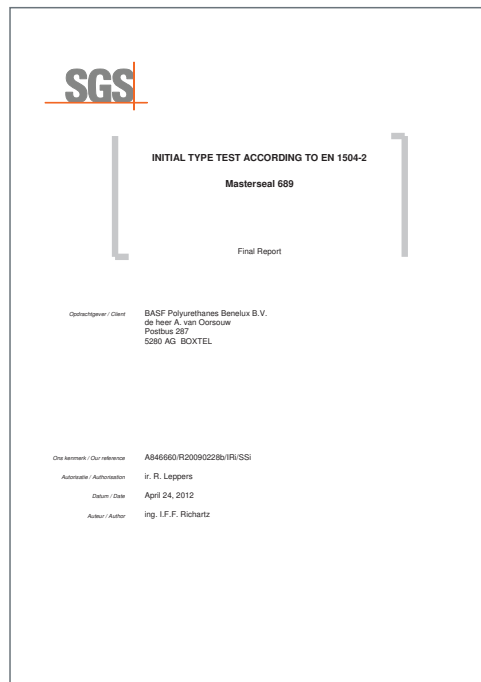 SGS
INITIAL TYPE TEST ACCORDING TO EN 1504-2
Masterseal 689
Final Report
Opdrachtgever / Client BASF Polyurethanes Benelux B.V.
de heer A. van Oorsouw
Postbus 287
5280 AG BOXTEL
Ons kenmerk / Our reference A846660/R20090228b/IRi/SSi
Autorisatie / Authorisation ir. R. Leppers
Datum / Date April 24, 2012
Auteur / Author ing. I.F.F. Richartz